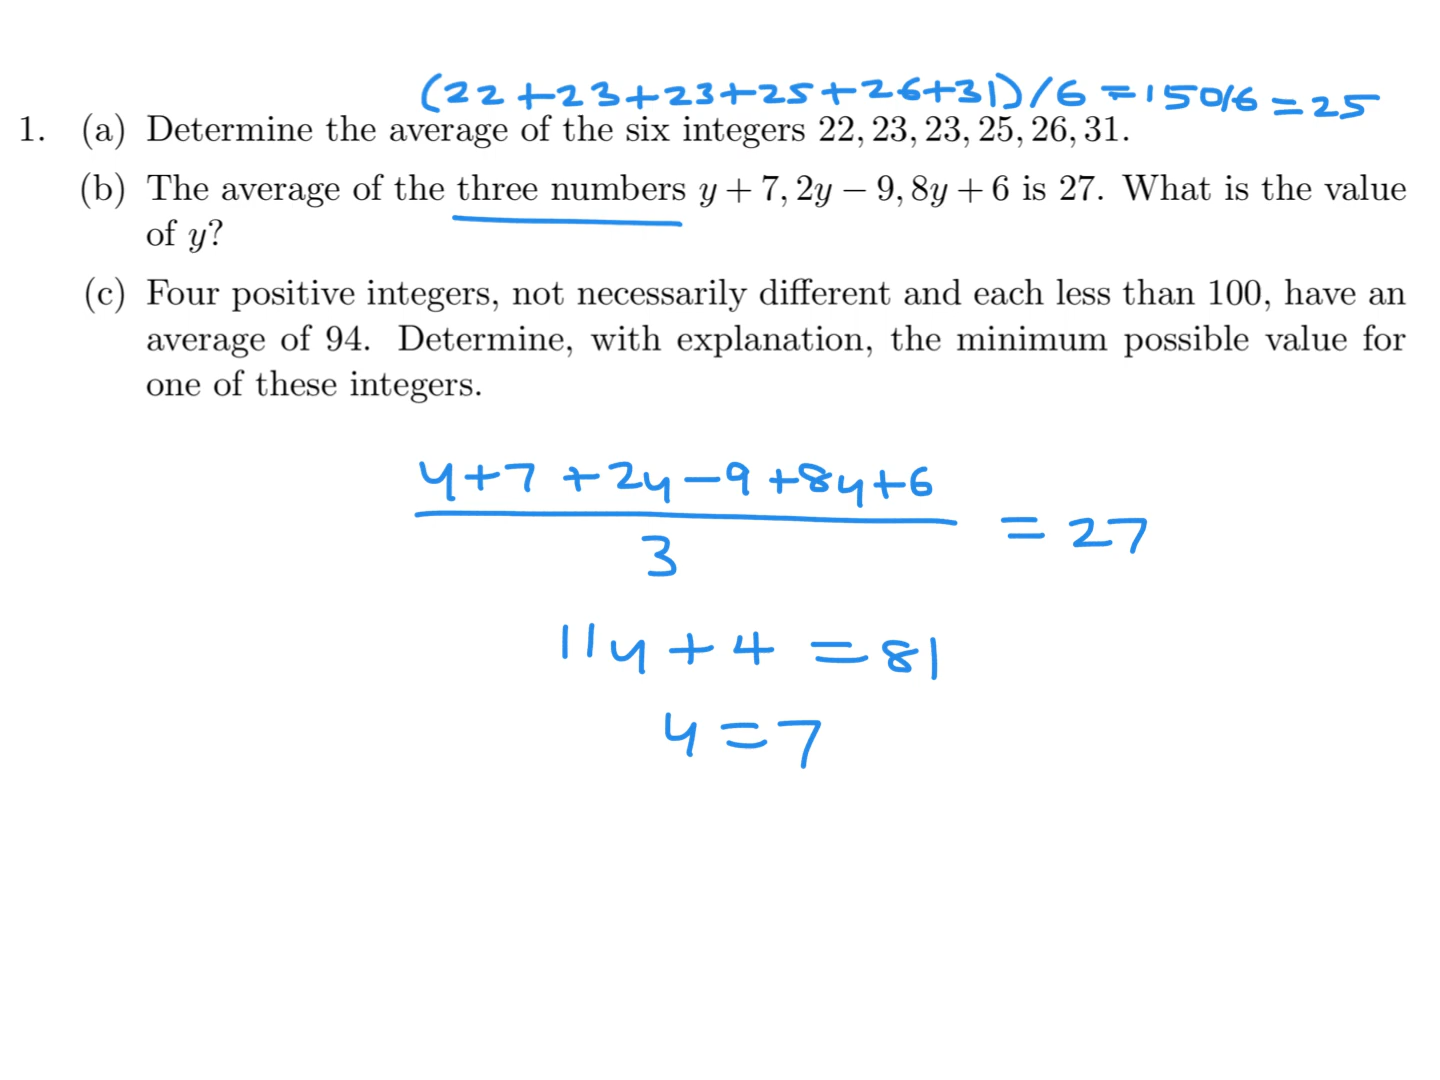 (22+23+23+25+26+31)/6=150/6=25
1. (a) Determine the average of the six integers 22, 23, 23, 25, 26, 31.
(b) The average of the three numbers y + 7, 2y − 9, 8y + 6 is 27. What is the value
of y?
(c) Four positive integers, not necessarily different and each less than 100, have an
average of 94. Determine, with explanation, the minimum possible value for
one of these integers.
y+7+2y-9+8y+6
= 27
3
11y+4=81
y=7